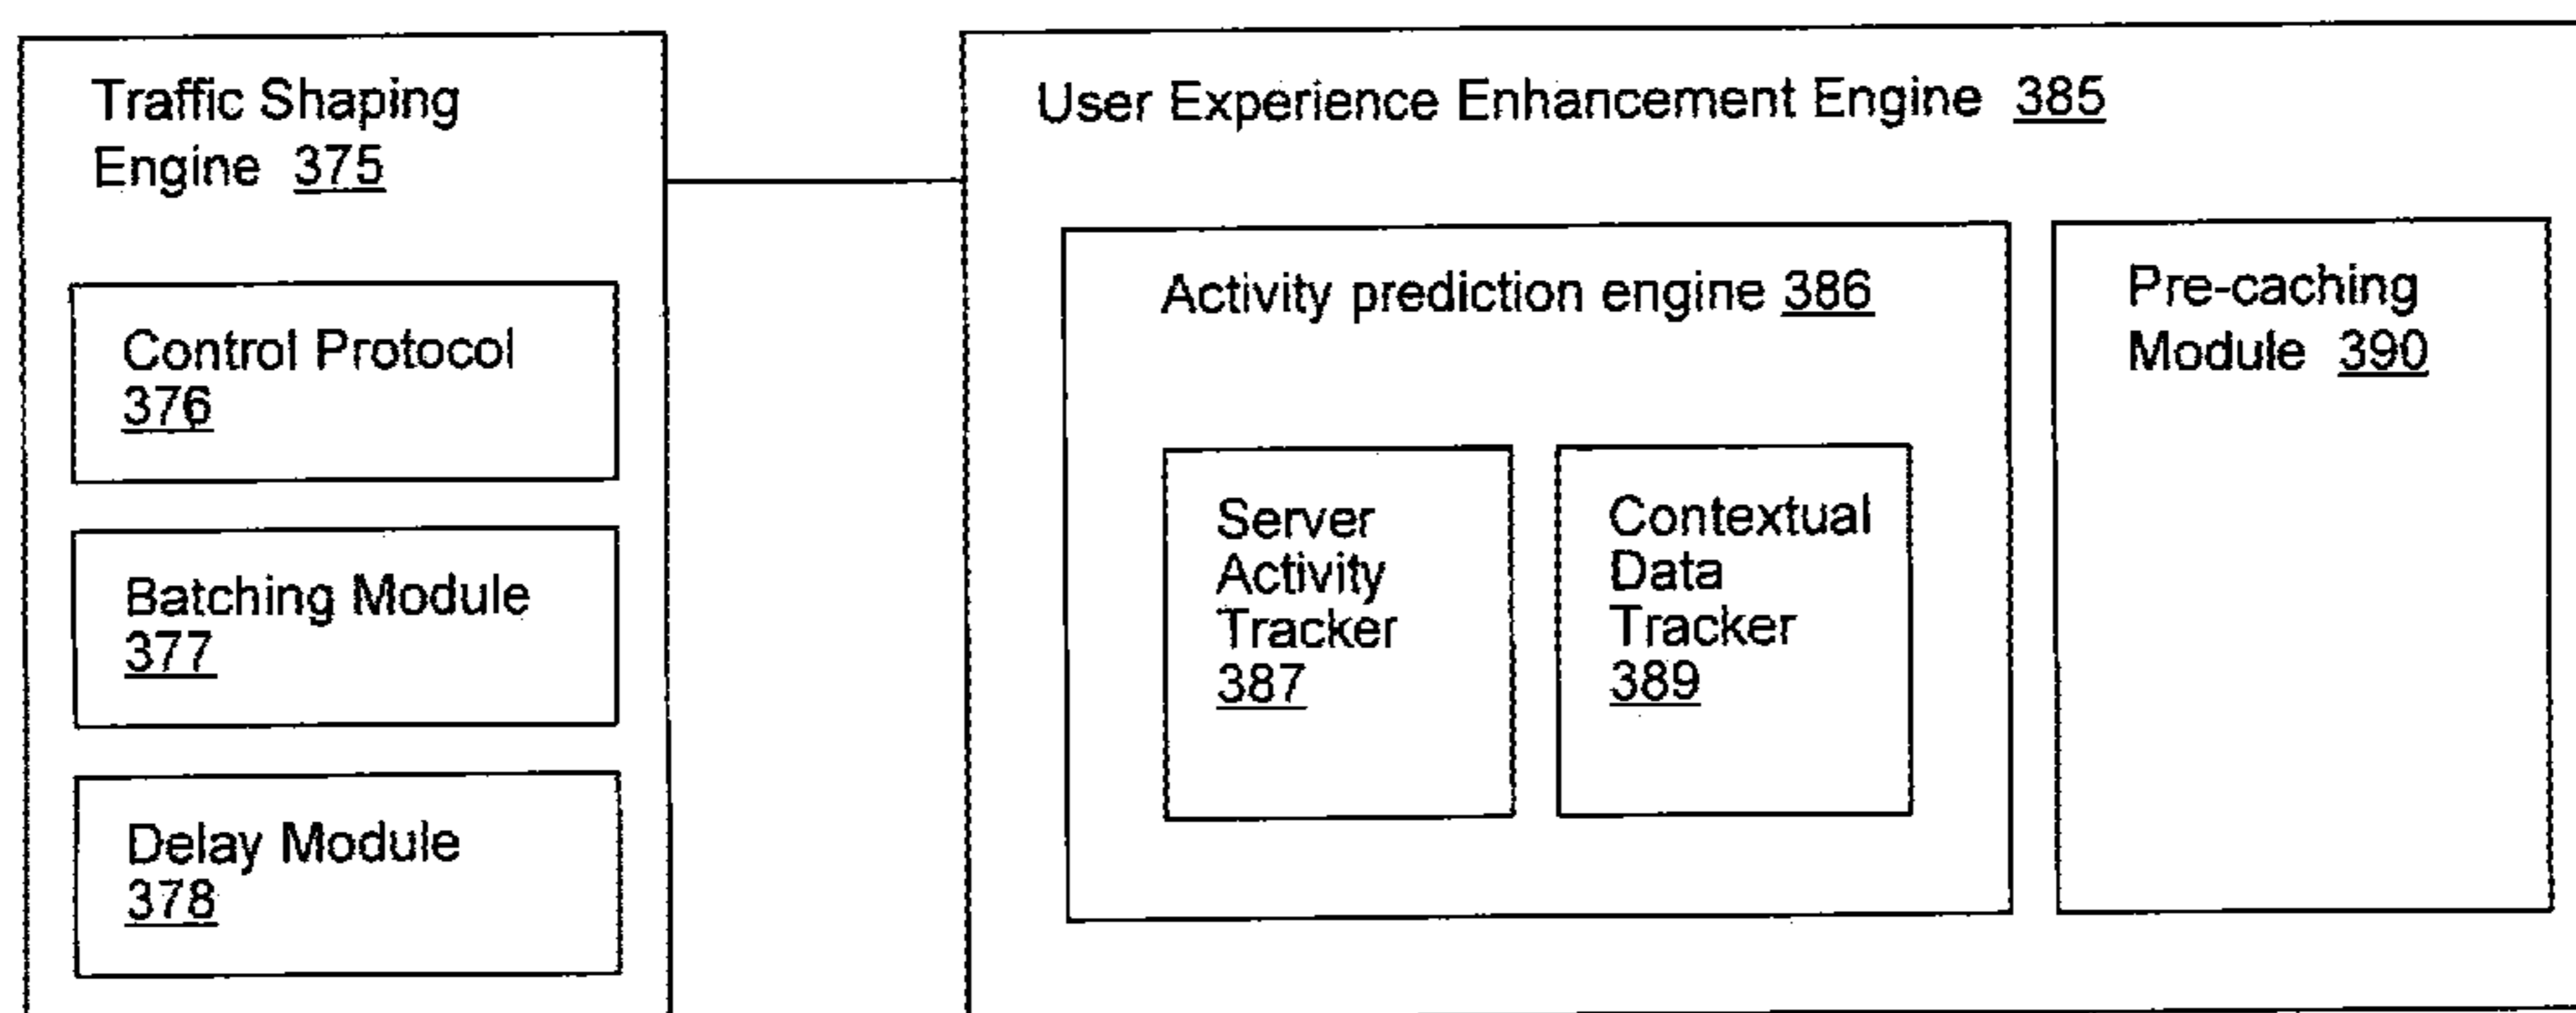 Traffic Shaping
Engine 375
Control Protocol
376
Batching Module
377
Delay Module
378
User Experience Enhancement Engine 385
Activity prediction engine 386
Server
Activity
Tracker
387
Contextual
Data
Tracker
389
Pre-caching
Module 390